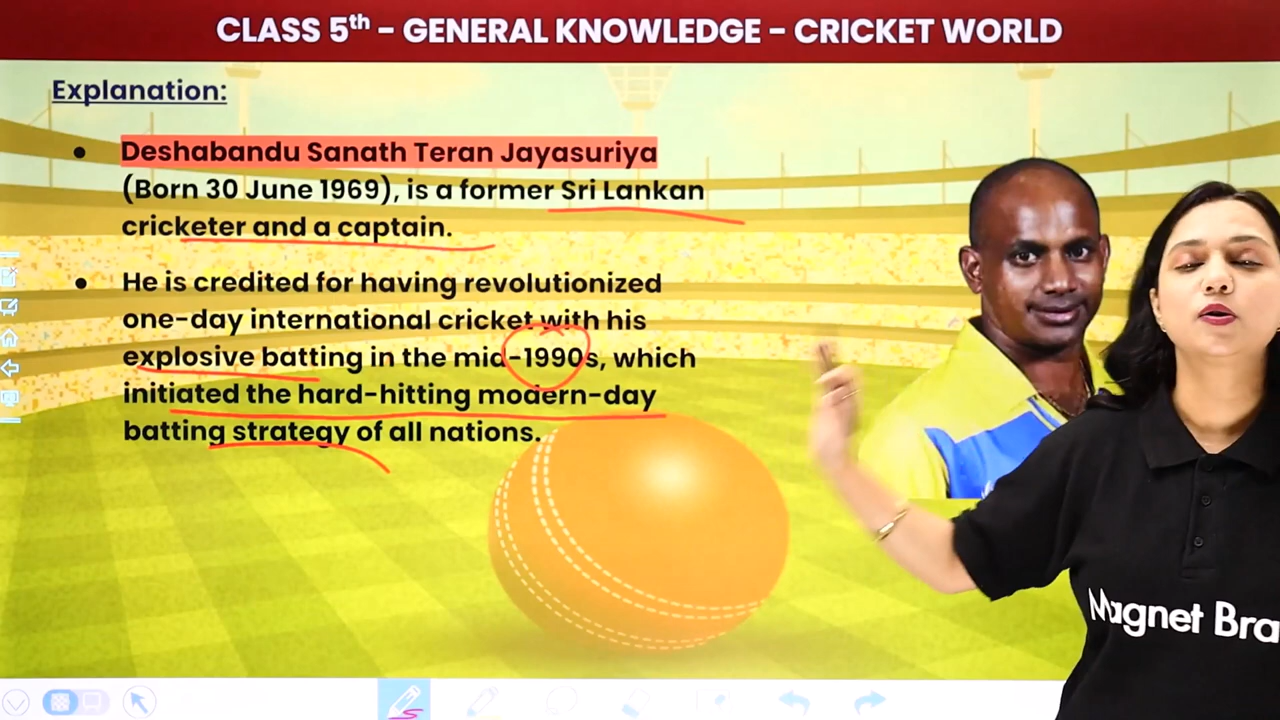 CLASS 5th – GENERAL KNOWLEDGE – CRICKET WORLD
Explanation:
• Deshabandu Sanath Teran Jayasuriya
(Born 30 June 1969), is a former Sri Lankan
cricketer and a captain.
• He is credited for having revolutionized
one-day international cricket with his
explosive batting in the mid-1990s, which
initiated the hard-hitting modern-day
batting strategy of all nations.
Magnet Bra